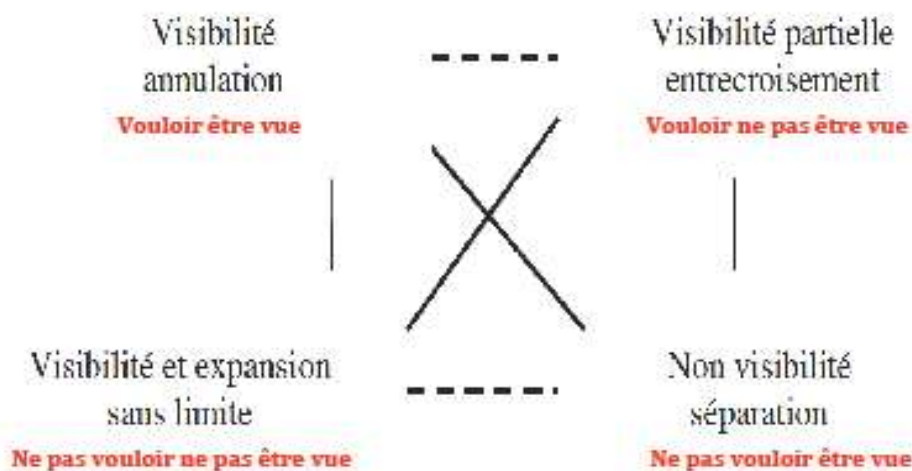 Visibilité
annulation
Vouloir être vue
Visibilité partielle
entrecroisement
Vouloir ne pas être vue
Visibilité et expansion
sans limite
Ne pas vouloir ne pas être vue
Non visibilité
séparation
Ne pas vouloir être vue